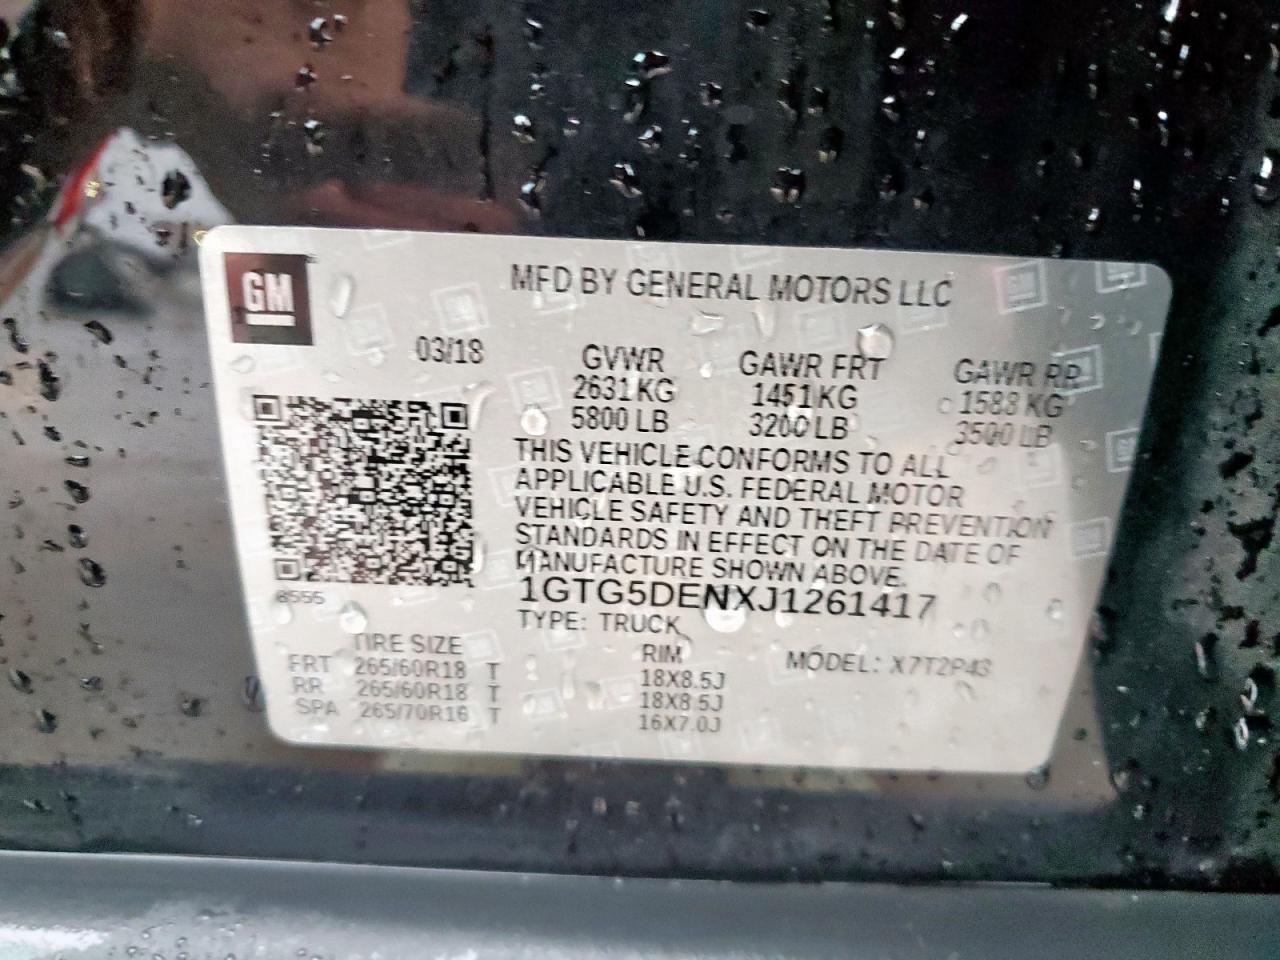 GM
MFD BY GENERAL MOTORS LLC
03/18
GVWR GAWR FRT GAWR RR
2631 KG 1451 KG 1588 KG
5800 LB 3200 LB 3500 LB
THIS VEHICLE CONFORMS TO ALL
APPLICABLE U.S. FEDERAL MOTOR
VEHICLE SAFETY AND THEFT PREVENTION
STANDARDS IN EFFECT ON THE DATE OF
MANUFACTURE SHOWN ABOVE.
8555
1GTG5DENXJ1261417
TYPE: TRUCK
TIRE SIZE RIM MODEL: X7T2P43
FRT 265/60R18 T 18X8.5J
RR 265/60R18 T 18X8.5J
SPA 265/70R16 T 16X7.0J